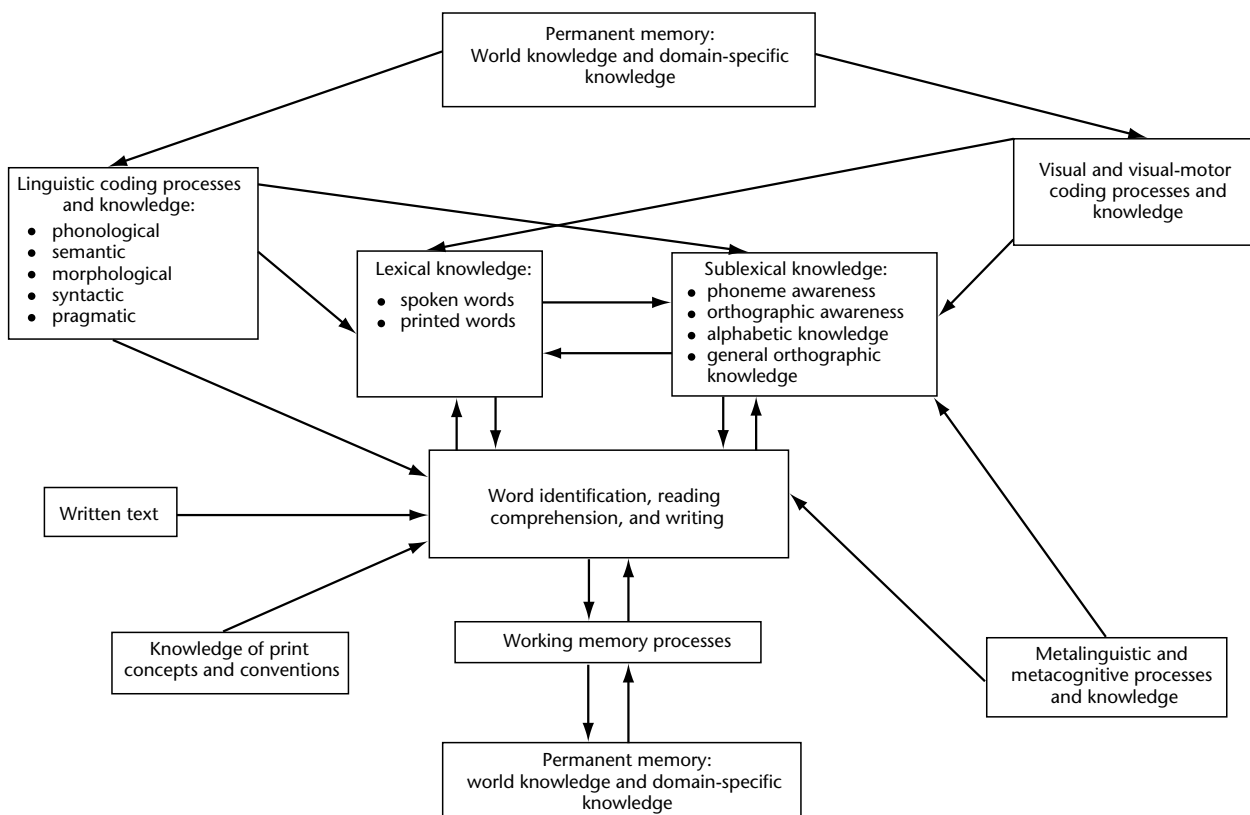 Permanent memory:
World knowledge and domain-specific
knowledge
Linguistic coding processes
and knowledge:
● phonological
● semantic
● morphological
● syntactic
● pragmatic
Visual and visual-motor
coding processes and
knowledge
Lexical knowledge:
● spoken words
● printed words
Sublexical knowledge:
● phoneme awareness
● orthographic awareness
● alphabetic knowledge
● general orthographic
knowledge
Word identification, reading
comprehension, and writing
Written text
Knowledge of print
concepts and conventions
Working memory processes
Metalinguistic and
metacognitive processes
and knowledge
Permanent memory:
world knowledge and domain-specific
knowledge